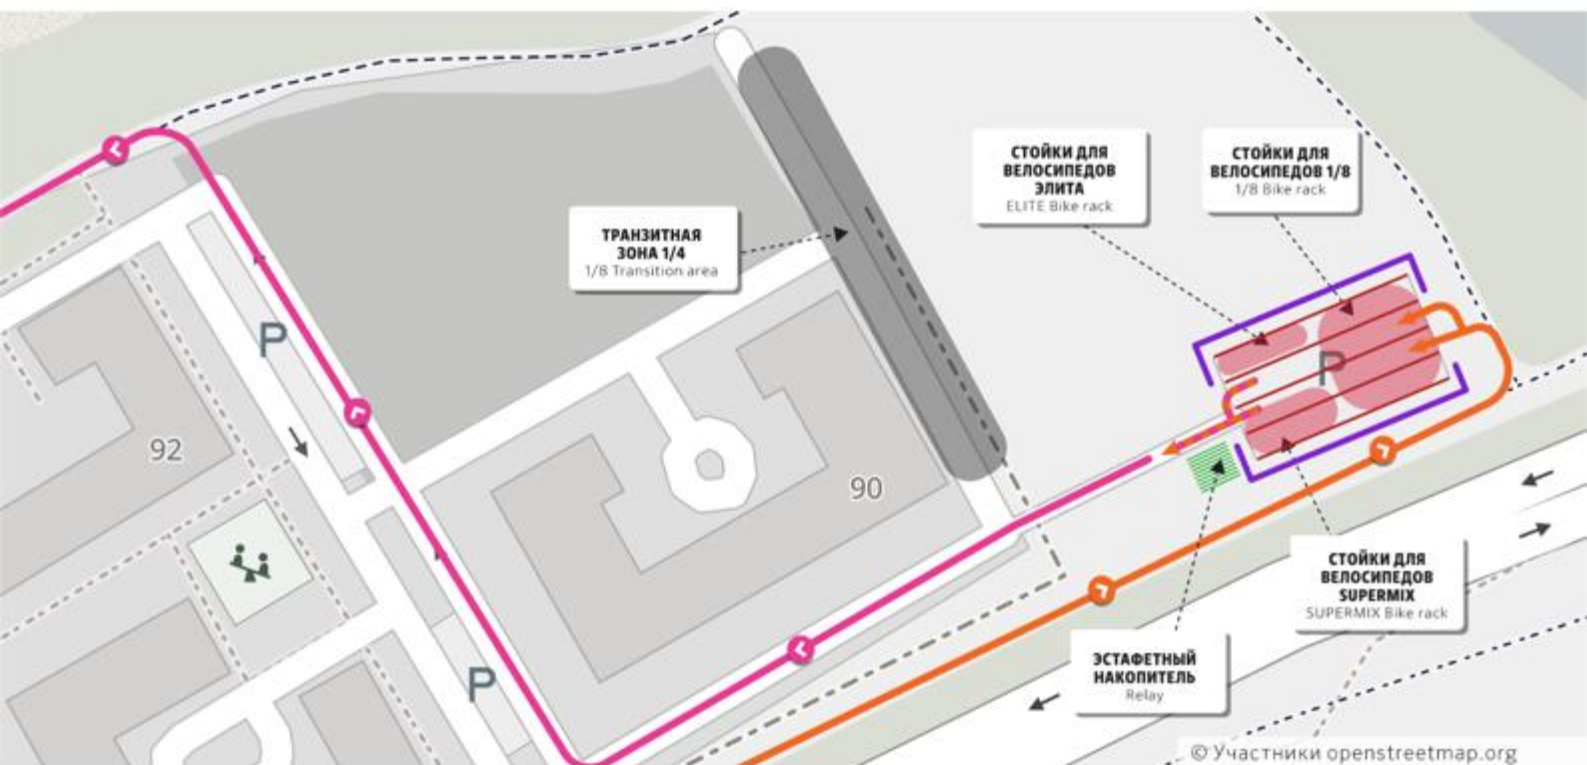 СТОЙКИ ДЛЯ
ВЕЛОСИПЕДОВ
ЭЛИТА
ELITE Bike rack
СТОЙКИ ДЛЯ
ВЕЛОСИПЕДОВ 1/8
1/8 Bike rack
ТРАНЗИТНАЯ
ЗОНА 1/4
1/8 Transition area
P
P
92
90
СТОЙКИ ДЛЯ
ВЕЛОСИПЕДОВ
SUPERMIX
SUPERMIX Bike rack
ЭСТАФЕТНЫЙ
НАКОПИТЕЛЬ
Relay
P
© Участники openstreetmap.org